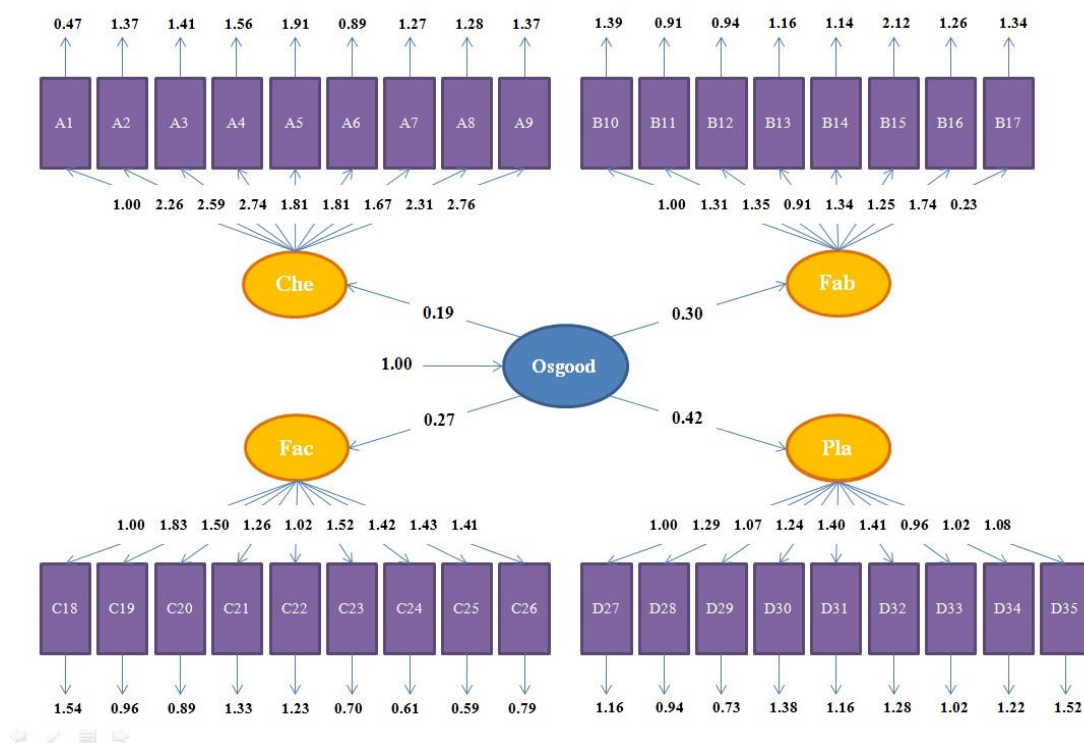 0.47 1.37 1.41 1.56 1.91 0.89 1.27 1.28 1.37 1.39 0.91 0.94 1.16 1.14 2.12 1.26 1.34
A1 A2 A3 A4 A5 A6 A7 A8 A9 B10 B11 B12 B13 B14 B15 B16 B17
1.00 2.26 2.59 2.74 1.81 1.81 1.67 2.31 2.76 1.00 1.31 1.35 0.91 1.34 1.25 1.74 0.23
Che Fab
0.19 0.30
1.00 Osgood
0.27 0.42
Fac Pla
1.00 1.83 1.50 1.26 1.02 1.52 1.42 1.43 1.41 1.00 1.29 1.07 1.24 1.40 1.41 0.96 1.02 1.08
C18 C19 C20 C21 C22 C23 C24 C25 C26 D27 D28 D29 D30 D31 D32 D33 D34 D35
1.54 0.96 0.89 1.33 1.23 0.70 0.61 0.59 0.79 1.16 0.94 0.73 1.38 1.16 1.28 1.02 1.22 1.52